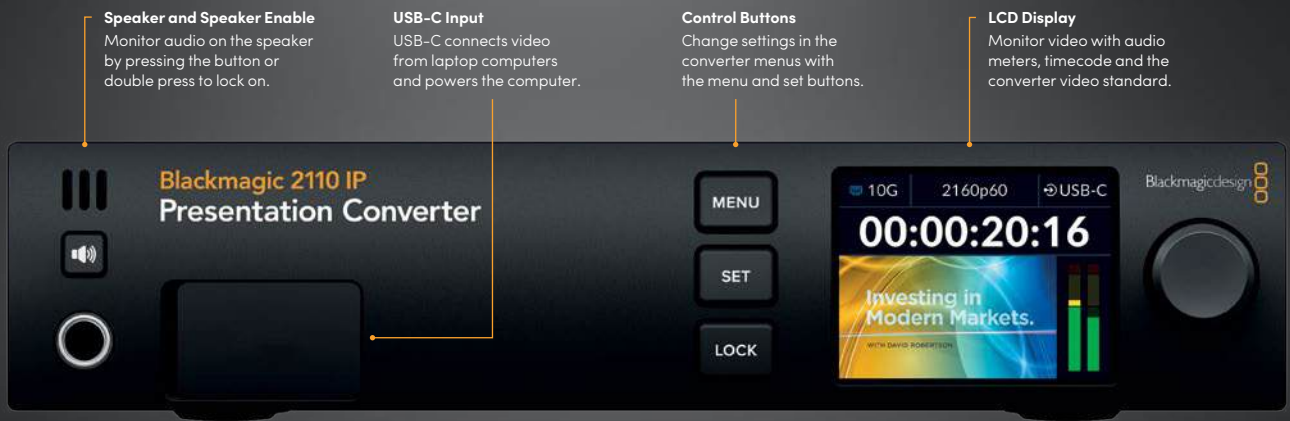 Speaker and Speaker Enable
Monitor audio on the speaker
by pressing the button or
double press to lock on.
USB-C Input
USB-C connects video
from laptop computers
and powers the computer.
Control Buttons
Change settings in the
converter menus with
the menu and set buttons.
LCD Display
Monitor video with audio
meters, timecode and the
converter video standard.
Blackmagic 2110 IP
Presentation Converter
MENU
SET
LOCK
10G 2160p60 USB-C
00:00:20:16
Investing in
Modern Markets.
WITH DAVID ROBERTSON
Blackmagicdesign